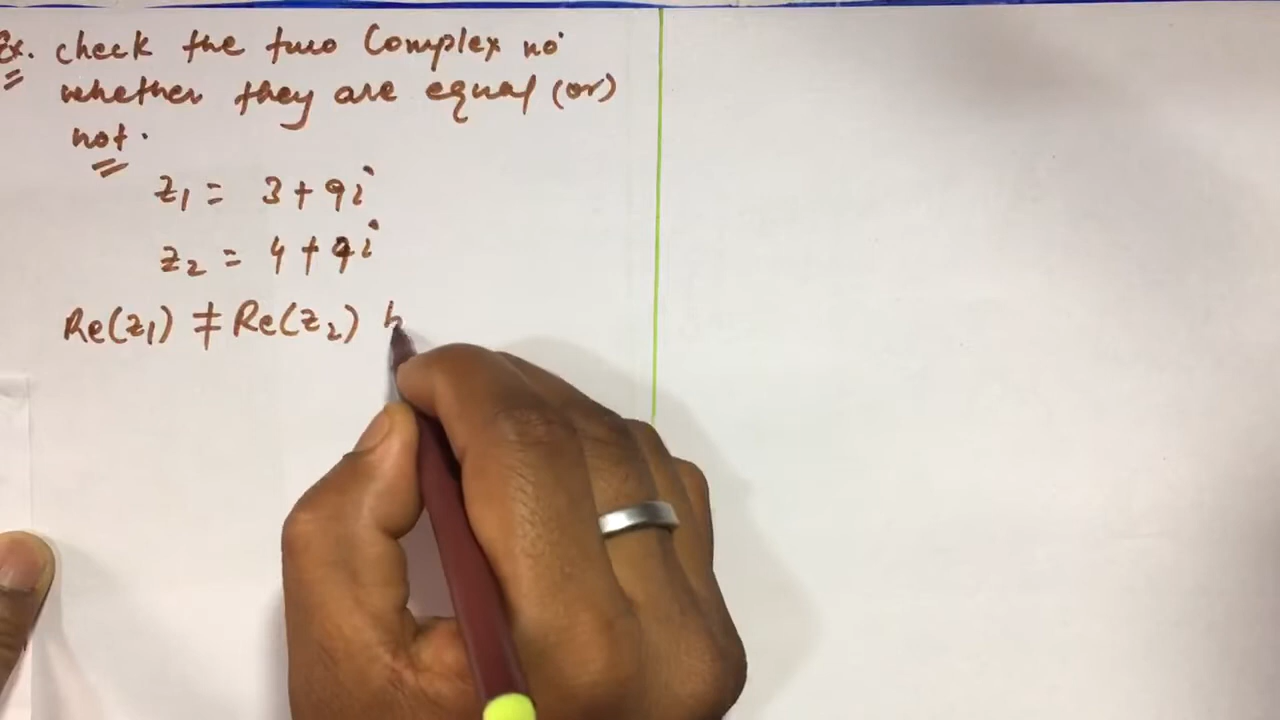 Ex. check the two Complex no
whether they are equal (or)
not.
z₁ = 3 + 9i
z₂ = 4 + 9i
Re(z₁) ≠ Re(z₂)